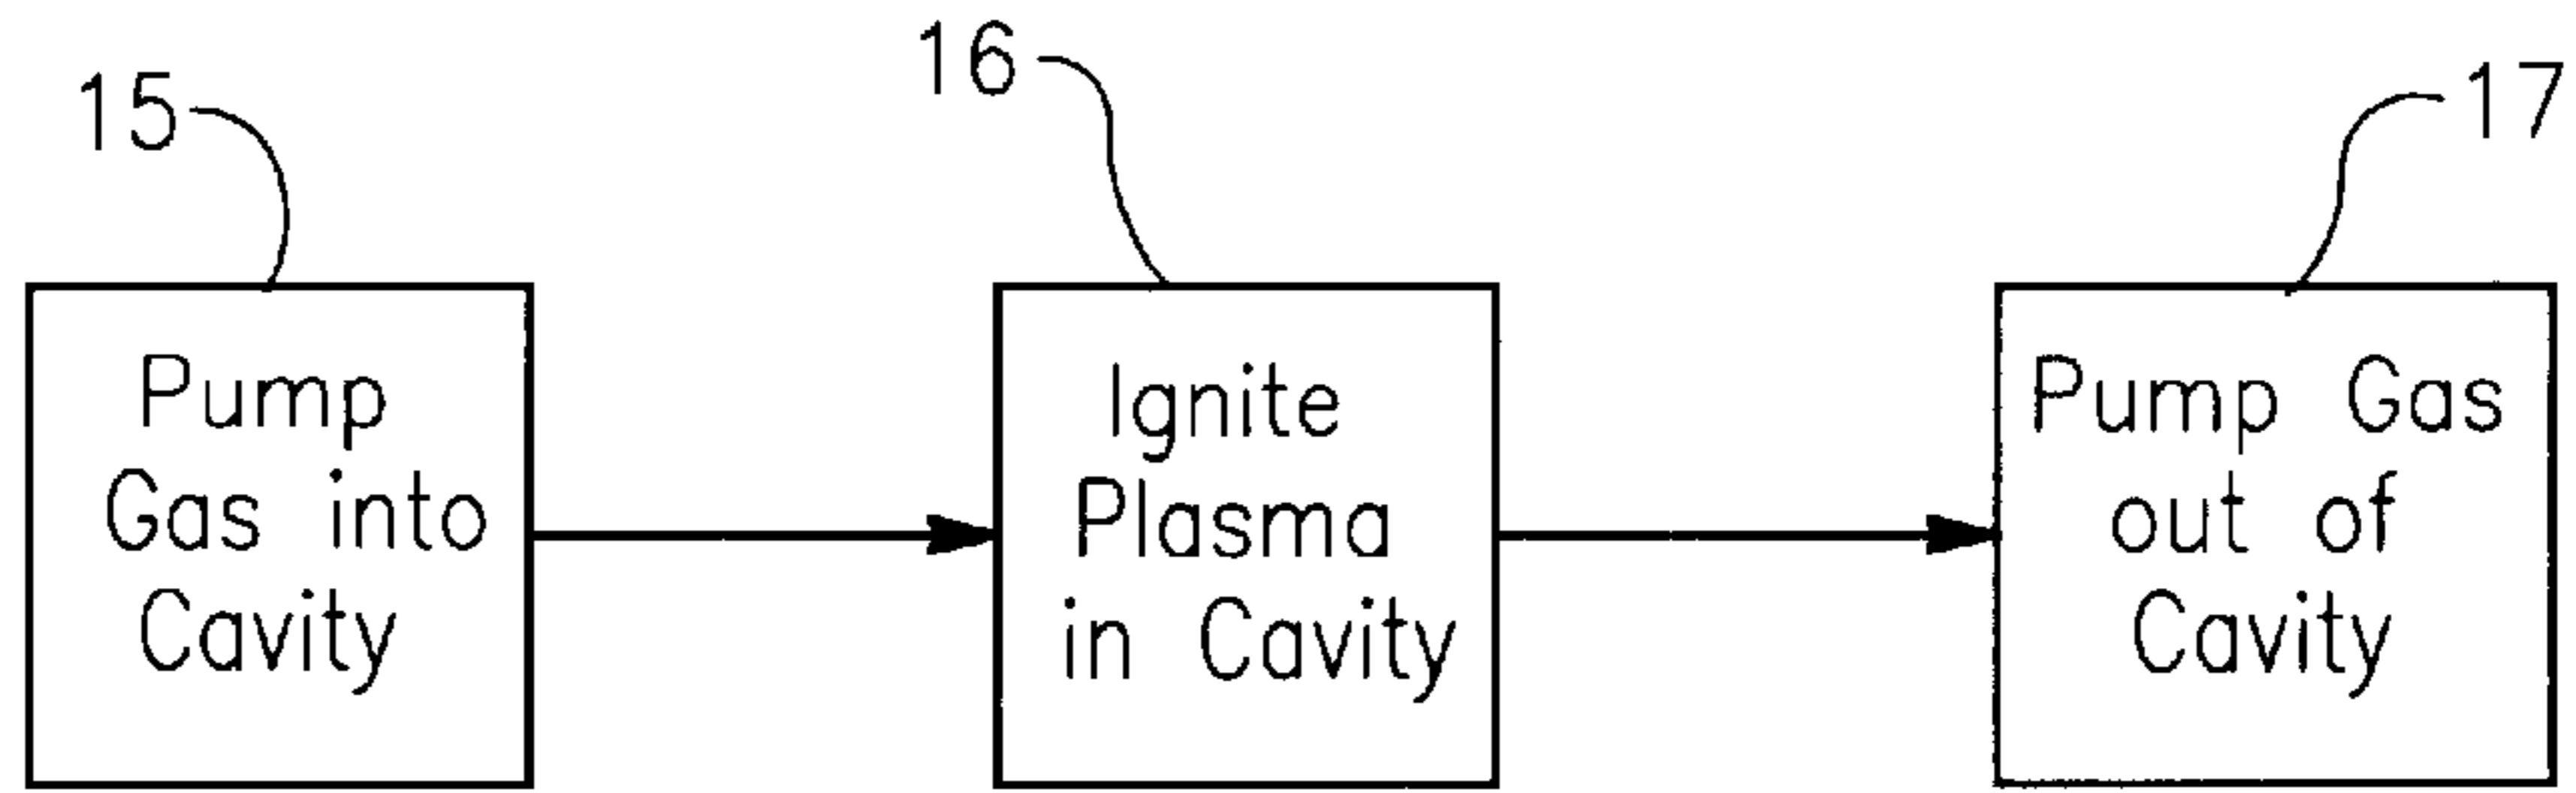 15
16
17
Pump
Gas into
Cavity
Ignite
Plasma
in Cavity
Pump Gas
out of
Cavity